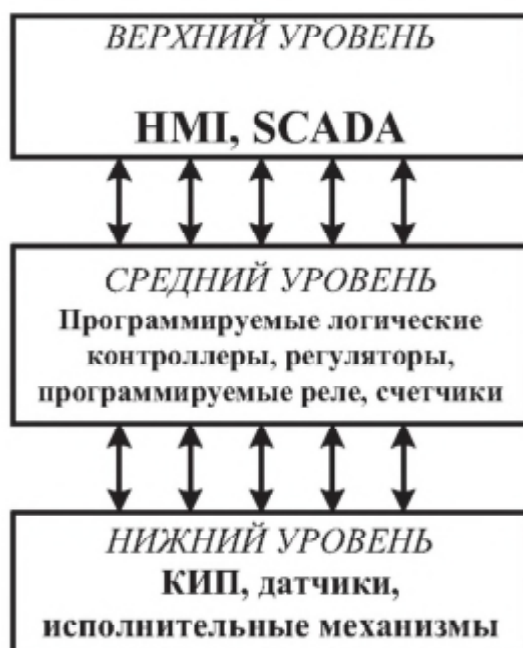 ВЕРХНИЙ УРОВЕНЬ
HMI, SCADA
СРЕДНИЙ УРОВЕНЬ
Программируемые логические
контроллеры, регуляторы,
программируемые реле, счетчики
НИЖНИЙ УРОВЕНЬ
КИП, датчики,
исполнительные механизмы